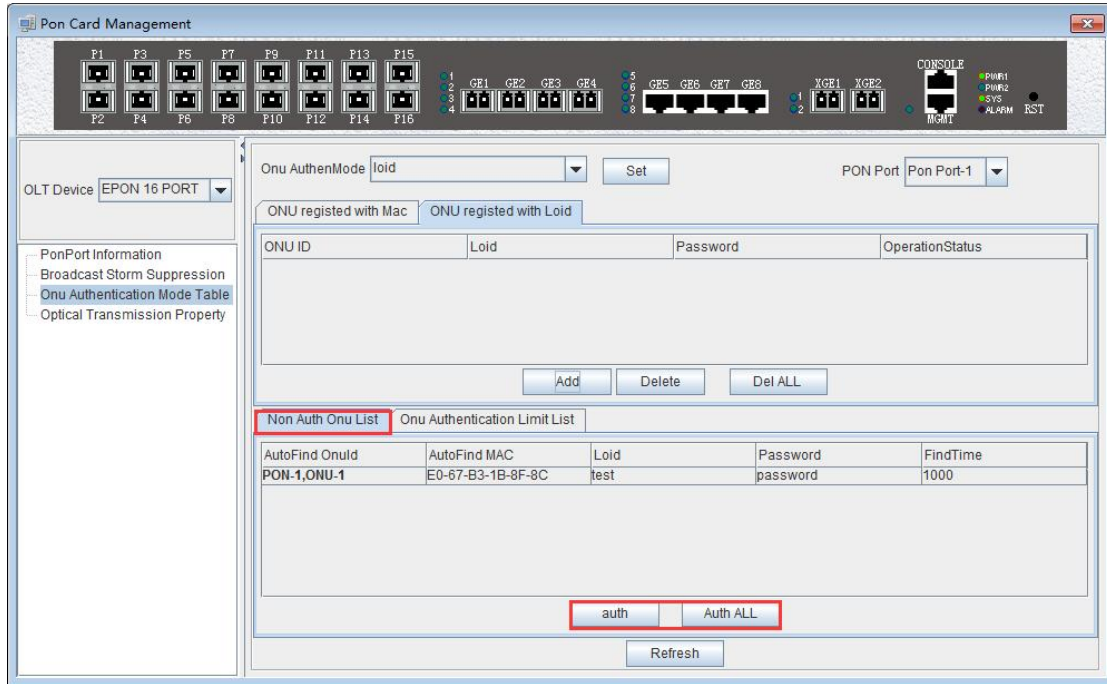 Pon Card Management
P1 P3 P5 P7 P9 P11 P13 P15
P2 P4 P6 P8 P10 P12 P14 P16
1
2
3
4
GE1 GE2 GE3 GE4
5
6
7
8
GE5 GE6 GE7 GE8
1
2
XGE1 XGE2
CONSOLE
MGMT
PWR1
PWR2
SYS
ALARM
RST
OLT Device EPON 16 PORT
PonPort Information
Broadcast Storm Suppression
Onu Authentication Mode Table
Optical Transmission Property
Onu AuthenMode loid Set PON Port Pon Port-1
ONU registed with Mac ONU registed with Loid
ONU ID Loid Password OperationStatus
Add Delete Del ALL
Non Auth Onu List Onu Authentication Limit List
AutoFind OnuId AutoFind MAC Loid Password FindTime
PON-1,ONU-1 E0-67-B3-1B-8F-8C test password 1000
auth Auth ALL
Refresh